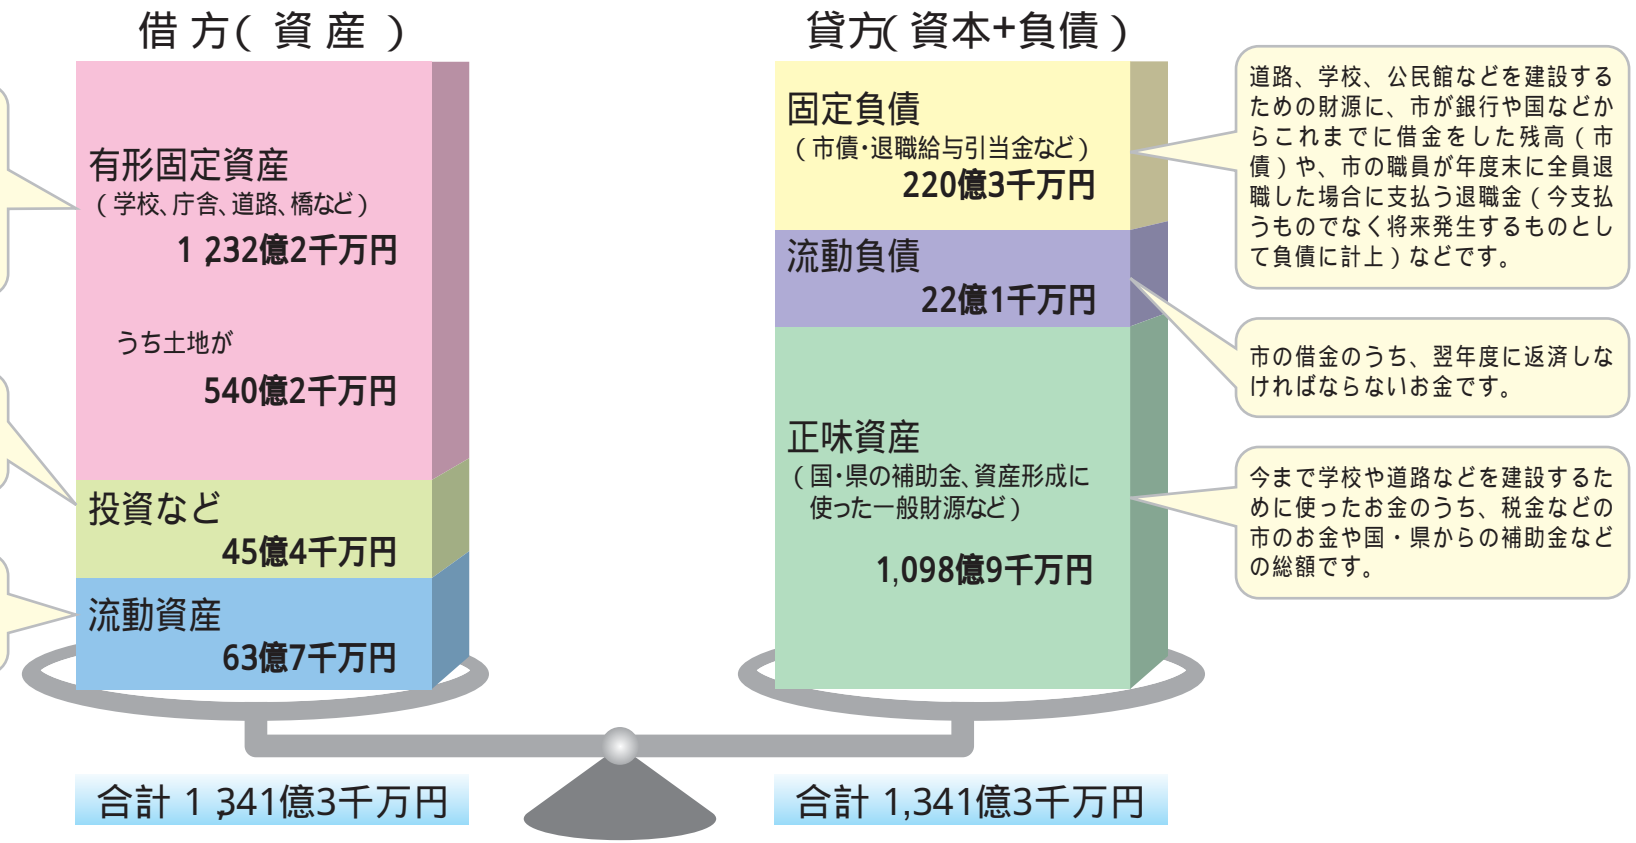 借方(資産)
有形固定資産
(学校、庁舎、道路、橋など)
1,232億2千万円
うち土地が
540億2千万円
投資など
45億4千万円
流動資産
63億7千万円
合計 1,341億3千万円
貸方(資本+負債)
固定負債
(市債・退職給与引当金など)
220億3千万円
流動負債
22億1千万円
正味資産
(国・県の補助金、資産形成に
使った一般財源など)
1,098億9千万円
合計 1,341億3千万円
道路、学校、公民館などを建設する
ための財源に、市が銀行や国などか
らこれまでに借金をした残高(市
債)や、市の職員が年度末に全員退
職した場合に支払う退職金(今支払
うものでなく将来発生するものとし
て負債に計上)などです。
市の借金のうち、翌年度に返済しな
ければならないお金です。
今まで学校や道路などを建設するた
めに使ったお金のうち、税金などの
市のお金や国・県からの補助金など
の総額です。